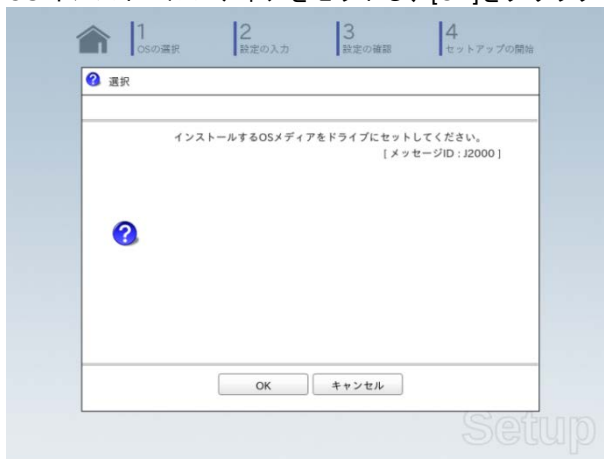 1
OSの選択
2
設定の入力
3
設定の確認
4
セットアップの開始
選択
インストールするOSメディアをドライブにセットしてください。
[ メッセージID : J2000 ]
OK
キャンセル
Setup